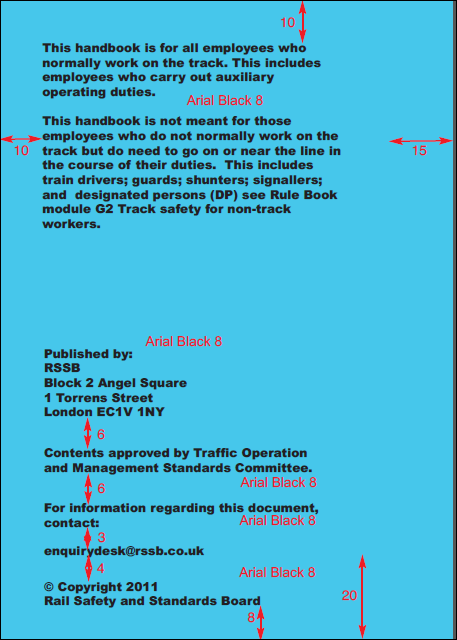 10
This handbook is for all employees who
normally work on the track. This includes
employees who carry out auxiliary
operating duties.
Arial Black 8
This handbook is not meant for those
employees who do not normally work on the
track but do need to go on or near the line in
the course of their duties.  This includes
train drivers; guards; shunters; signallers;
and  designated persons (DP) see Rule Book
module G2 Track safety for non-track
workers.
10
15
Arial Black 8
Published by:
RSSB
Block 2 Angel Square
1 Torrens Street
London EC1V 1NY
6
Contents approved by Traffic Operation
and Management Standards Committee.
6
Arial Black 8
For information regarding this document,
contact:
Arial Black 8
3
enquirydesk@rssb.co.uk
4
Arial Black 8
© Copyright 2011
Rail Safety and Standards Board
20
8